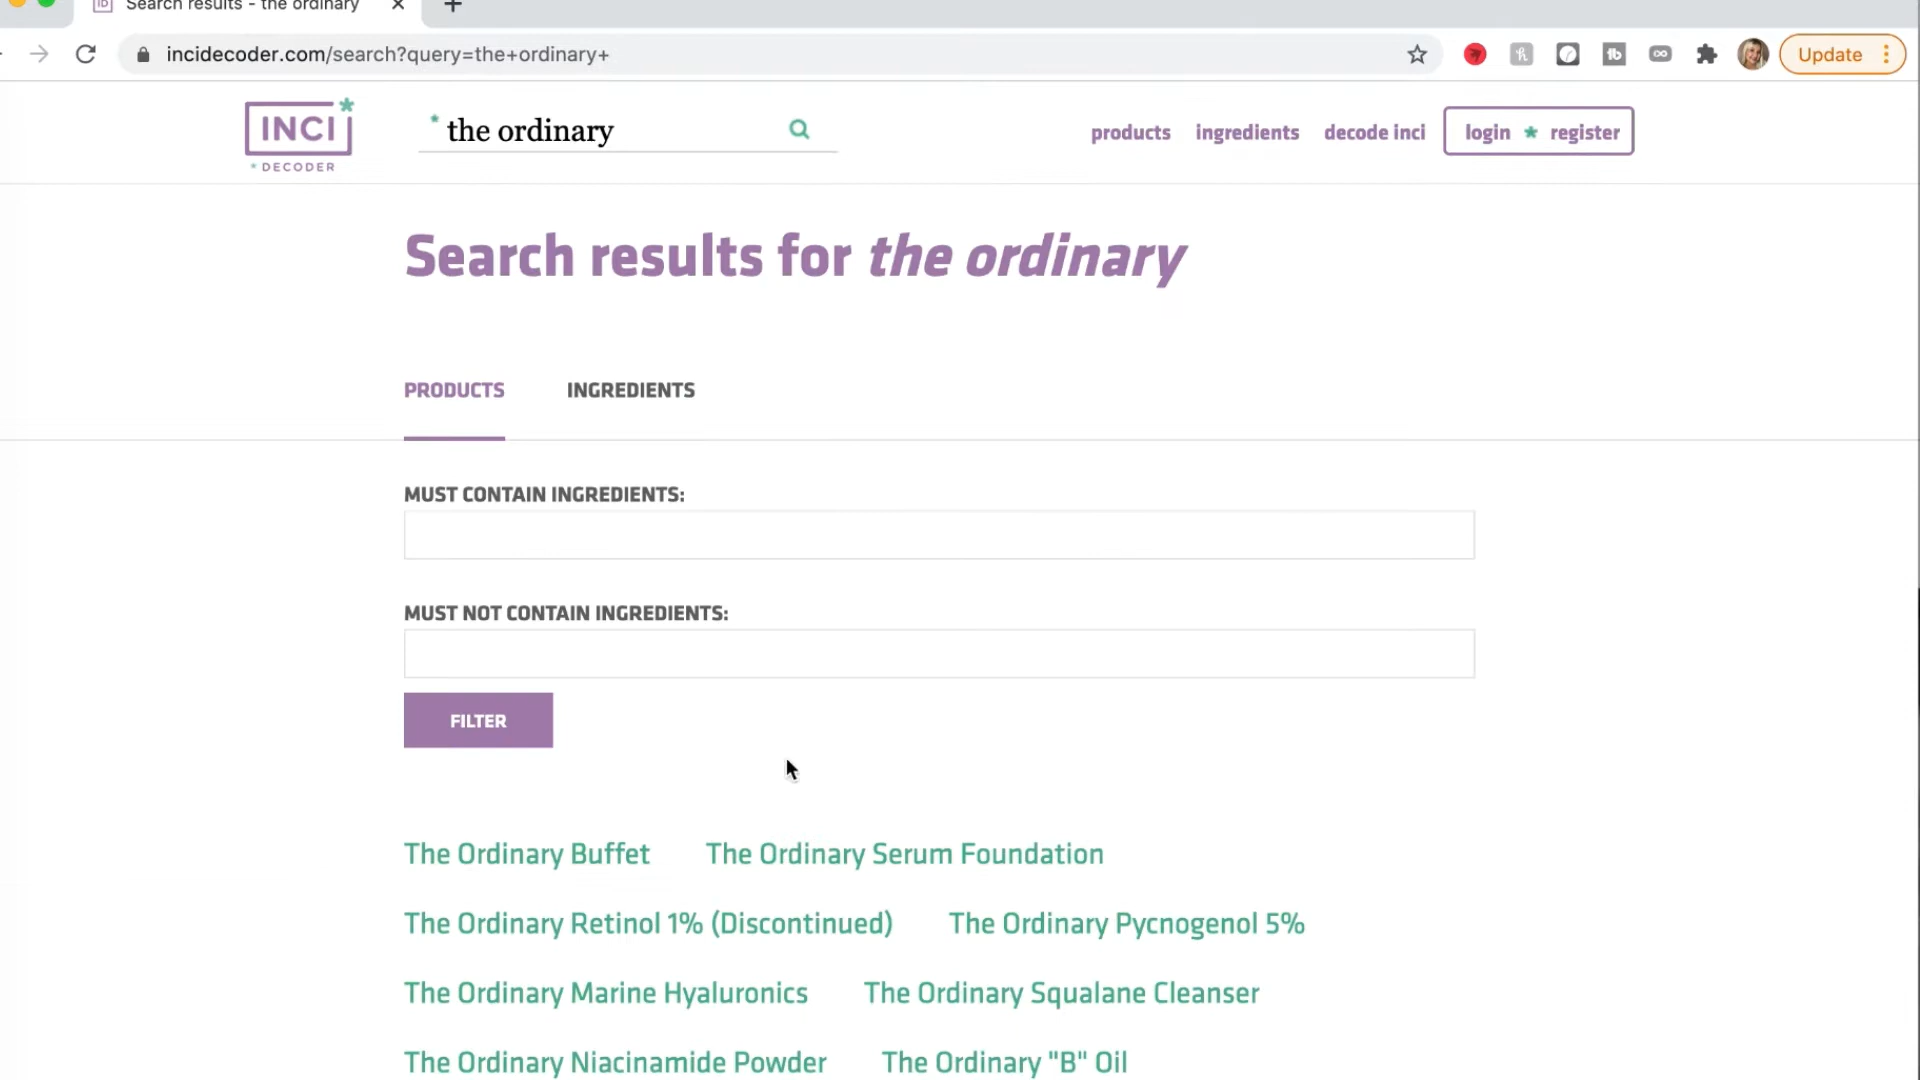 Search results - the ordinary
incidecoder.com/search?query=the+ordinary+
Update
INCI
* DECODER
* the ordinary
products ingredients decode inci login * register
Search results for the ordinary
PRODUCTS INGREDIENTS
MUST CONTAIN INGREDIENTS:
MUST NOT CONTAIN INGREDIENTS:
FILTER
The Ordinary Buffet The Ordinary Serum Foundation
The Ordinary Retinol 1% (Discontinued) The Ordinary Pycnogenol 5%
The Ordinary Marine Hyaluronics The Ordinary Squalane Cleanser
The Ordinary Niacinamide Powder The Ordinary "B" Oil